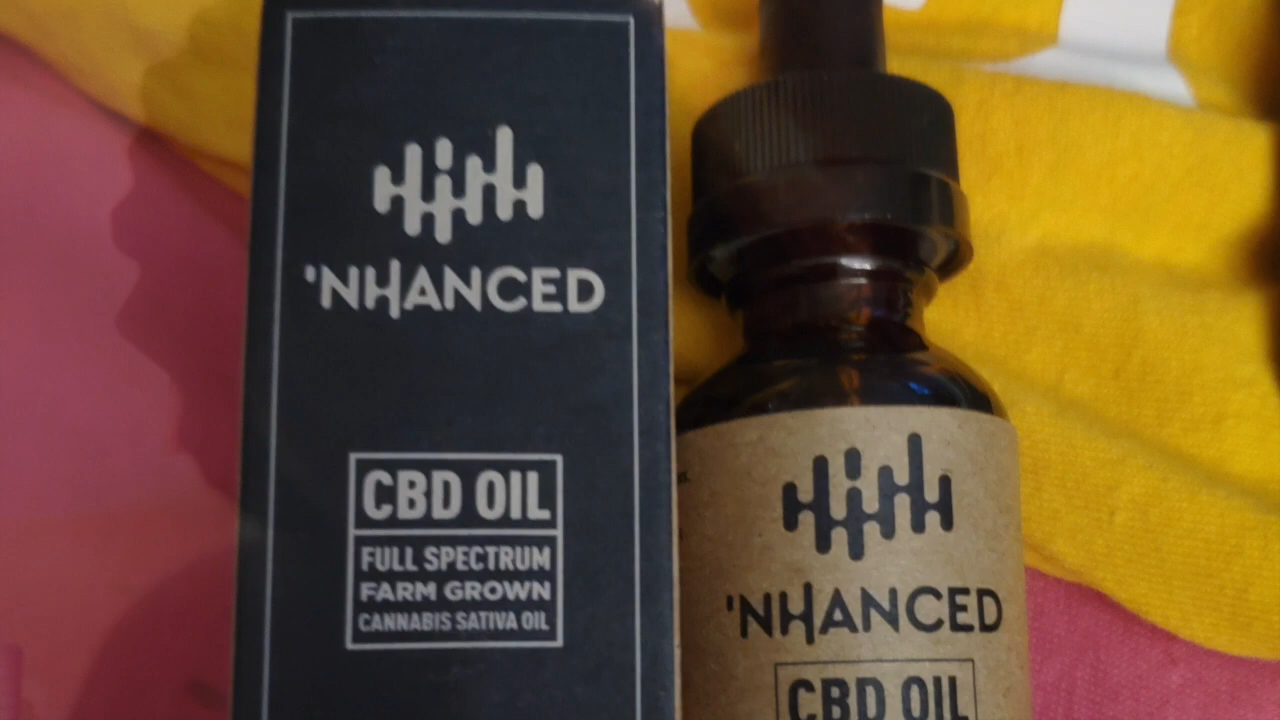 'NHANCED
CBD OIL
FULL SPECTRUM
FARM GROWN
CANNABIS SATIVA OIL
'NHANCED
CBD OIL